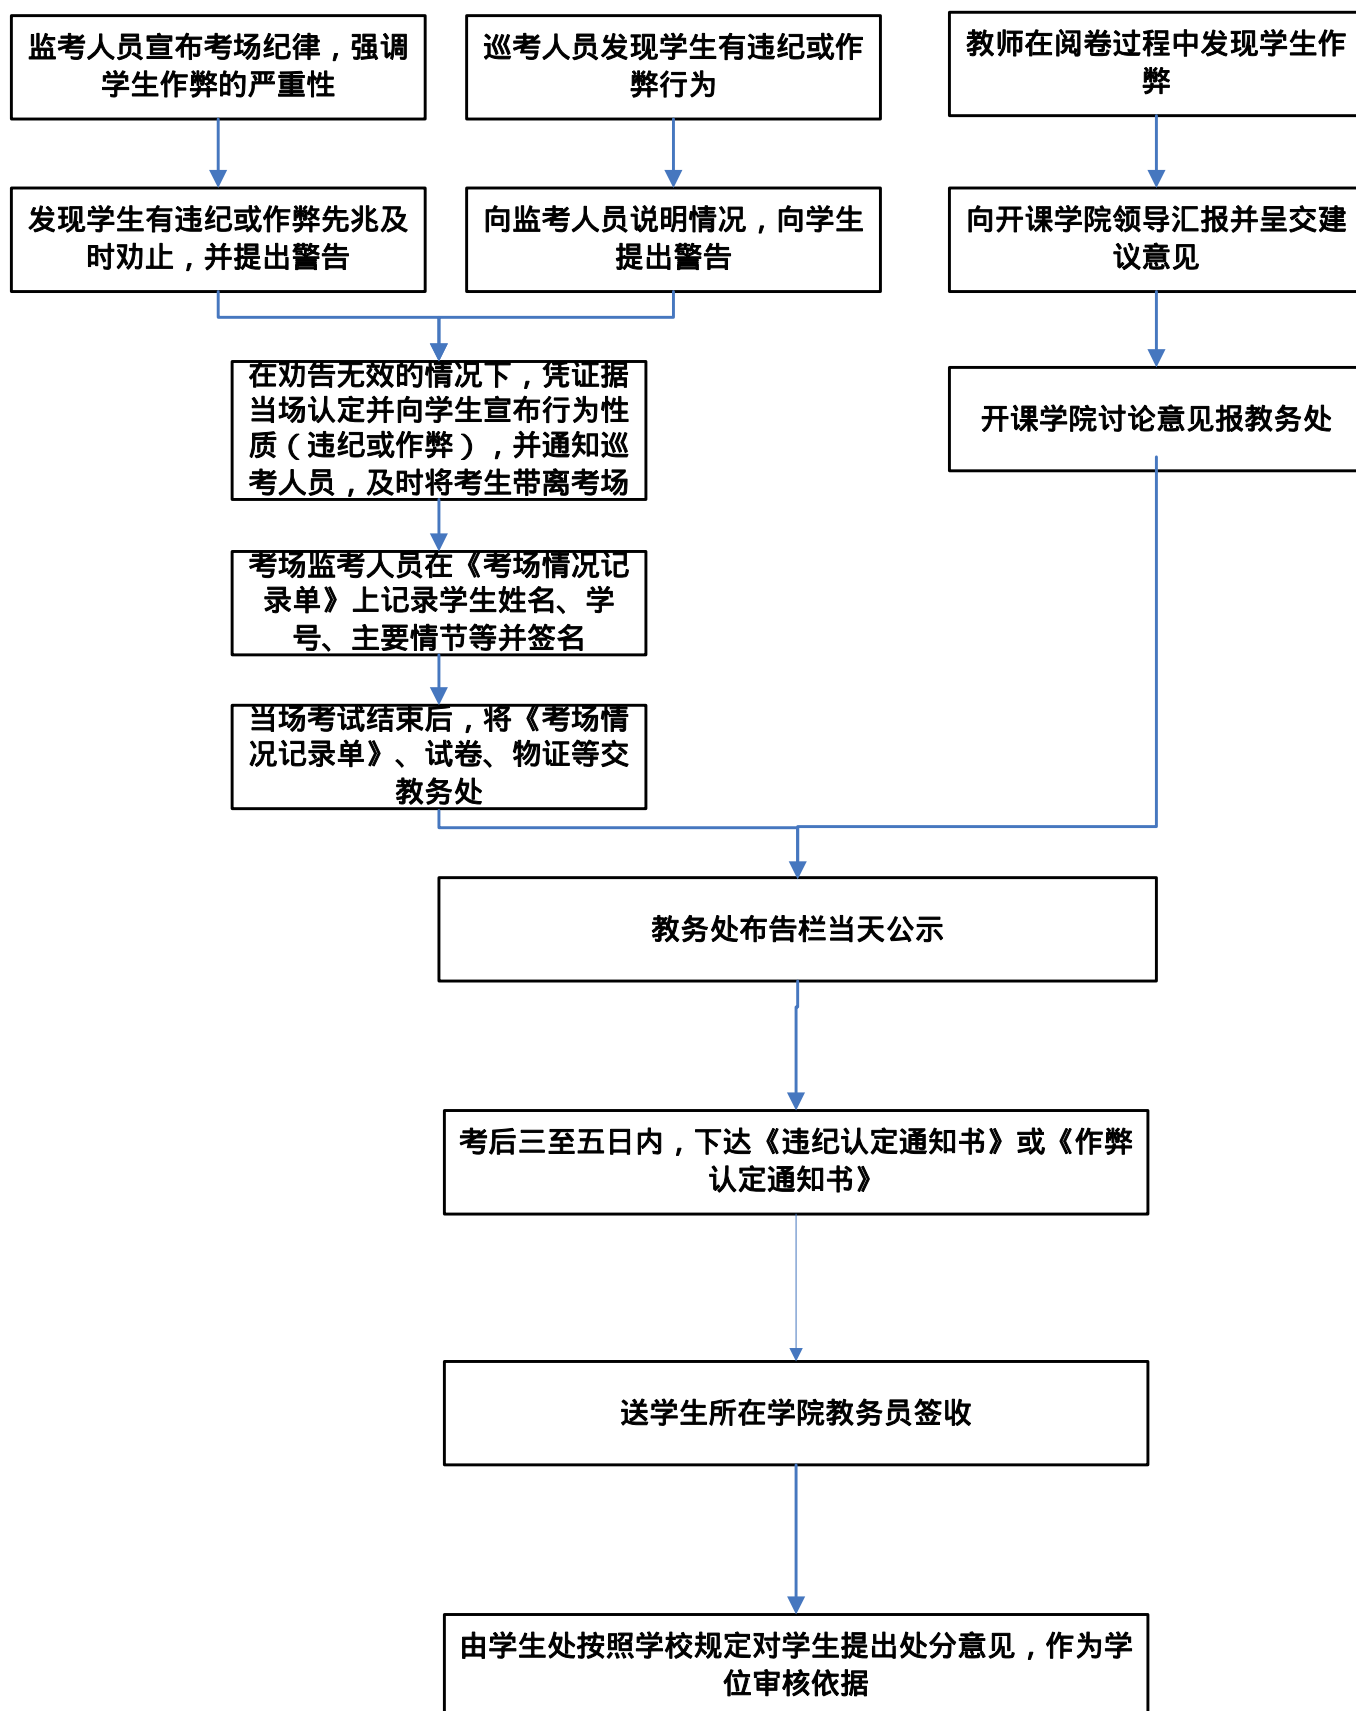 监考人员宣布考场纪律，强调
学生作弊的严重性
巡考人员发现学生有违纪或作
弊行为
教师在阅卷过程中发现学生作
弊
发现学生有违纪或作弊先兆及
时劝止，并提出警告
向监考人员说明情况，向学生
提出警告
向开课学院领导汇报并呈交建
议意见
在劝告无效的情况下，凭证据
当场认定并向学生宣布行为性
质（违纪或作弊），并通知巡
考人员，及时将考生带离考场
开课学院讨论意见报教务处
考场监考人员在《考场情况记
录单》上记录学生姓名、学
号、主要情节等并签名
当场考试结束后，将《考场情
况记录单》、试卷、物证等交
教务处
教务处布告栏当天公示
考后三至五日内，下达《违纪认定通知书》或《作弊
认定通知书》
送学生所在学院教务员签收
由学生处按照学校规定对学生提出处分意见，作为学
位审核依据